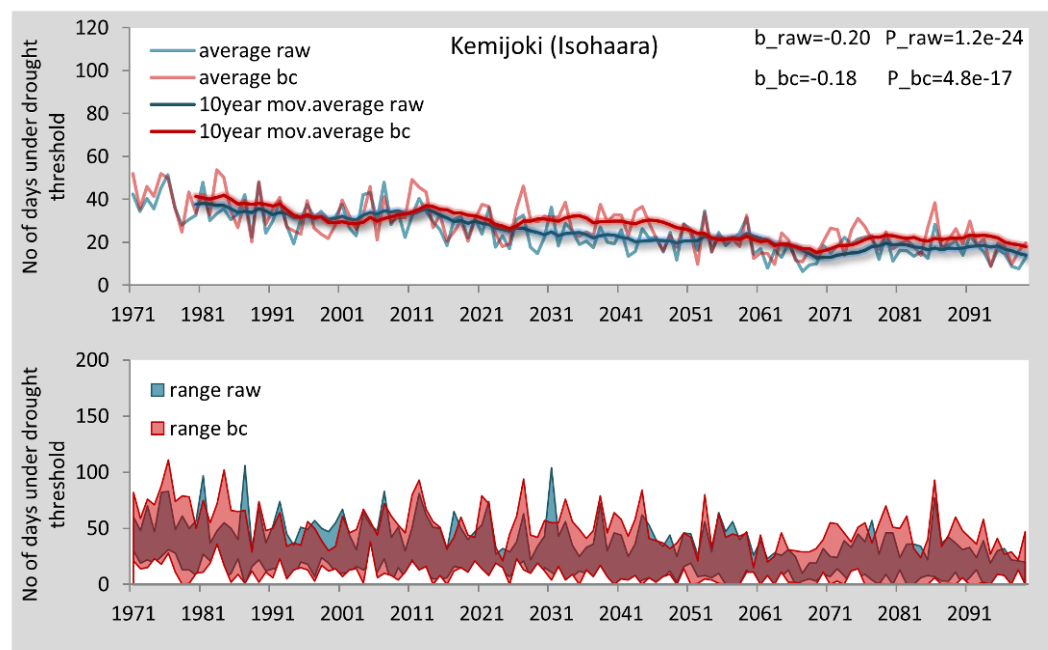 No of days under drought
threshold
120
100
80
60
40
20
0
average raw
average bc
10year mov.average raw
10year mov.average bc
Kemijoki (Isohaara)
b_raw=-0.20 P_raw=1.2e-24
b_bc=-0.18 P_bc=4.8e-17
1971 1981 1991 2001 2011 2021 2031 2041 2051 2061 2071 2081 2091
No of days under drought
threshold
200
150
100
50
0
range raw
range bc
1971 1981 1991 2001 2011 2021 2031 2041 2051 2061 2071 2081 2091